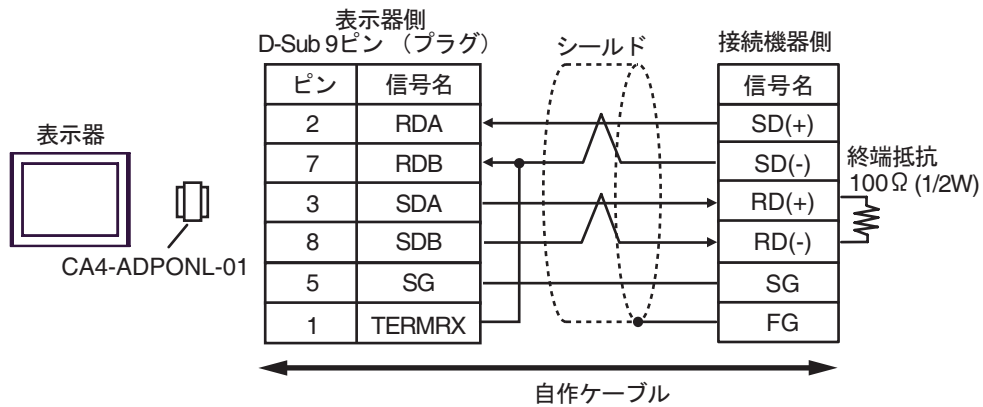 表示器側
D-Sub 9ピン （プラグ）
シールド
接続機器側
ピン 信号名
信号名
2 RDA
SD(+)
7 RDB
SD(-)
3 SDA
RD(+)
8 SDB
RD(-)
5 SG
SG
1 TERMRX
FG
表示器
CA4-ADPONL-01
終端抵抗
100Ω (1/2W)
自作ケーブル